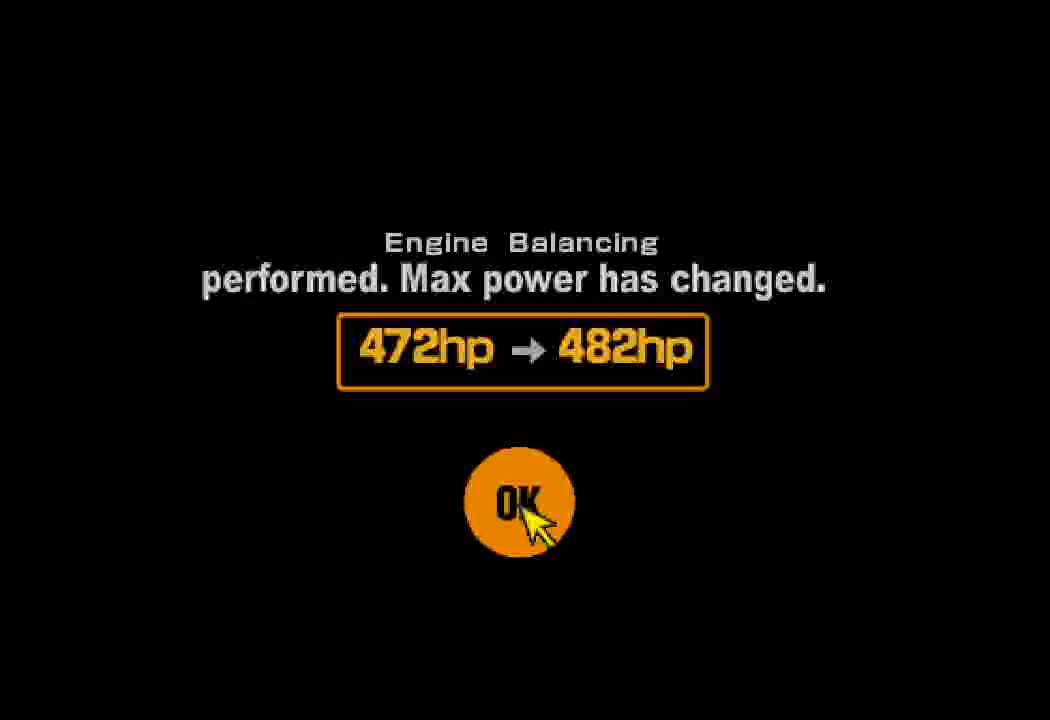 Engine Balancing
performed. Max power has changed.
472hp → 482hp
OK